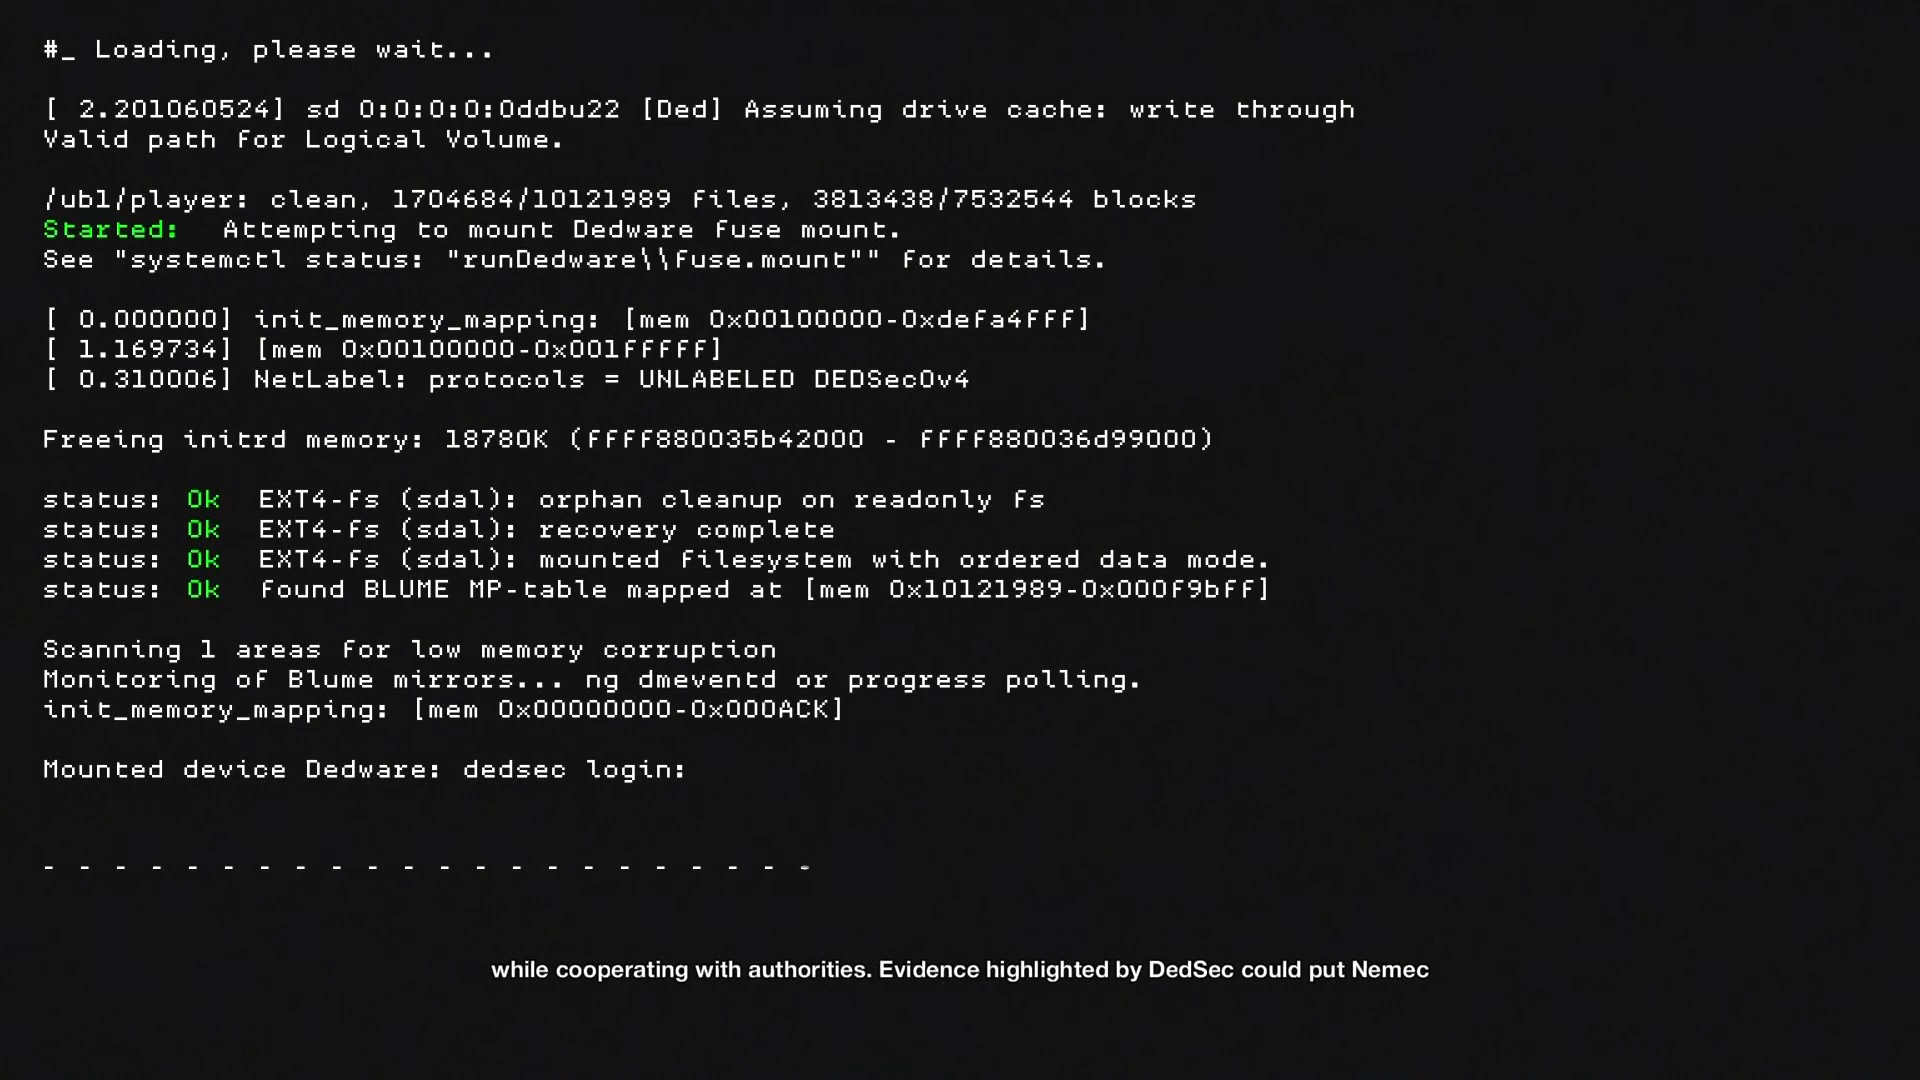 #_ Loading, please wait...
[ 2.201060524] sd 0:0:0:0:0ddbu22 [Ded] Assuming drive cache: write through
Valid path for Logical Volume.
/ubl/player: clean, 1704684/10121989 files, 3813438/7532544 blocks
Started: Attempting to mount Dedware fuse mount.
See "systemctl status: "runDedware\\fuse.mount"" for details.
[ 0.000000] init_memory_mapping: [mem 0x00100000-0xdefa4fff]
[ 1.169734] [mem 0x00100000-0x001fffff]
[ 0.310006] NetLabel: protocols = UNLABELED DEDSecOv4
Freeing initrd memory: 18780K (ffff880035b42000 - ffff880036d99000)
status: Ok EXT4-fs (sdal): orphan cleanup on readonly fs
status: Ok EXT4-fs (sdal): recovery complete
status: Ok EXT4-fs (sdal): mounted filesystem with ordered data mode.
status: Ok found BLUME MP-table mapped at [mem 0x10121989-0x000f9bff]
Scanning 1 areas for low memory corruption
Monitoring of Blume mirrors... ng dmeventd or progress polling.
init_memory_mapping: [mem 0x00000000-0x000ACK]
Mounted device Dedware: dedsec login:
- - - - - - - - - - - - - - - - - - - - - -
while cooperating with authorities. Evidence highlighted by DedSec could put Nemec